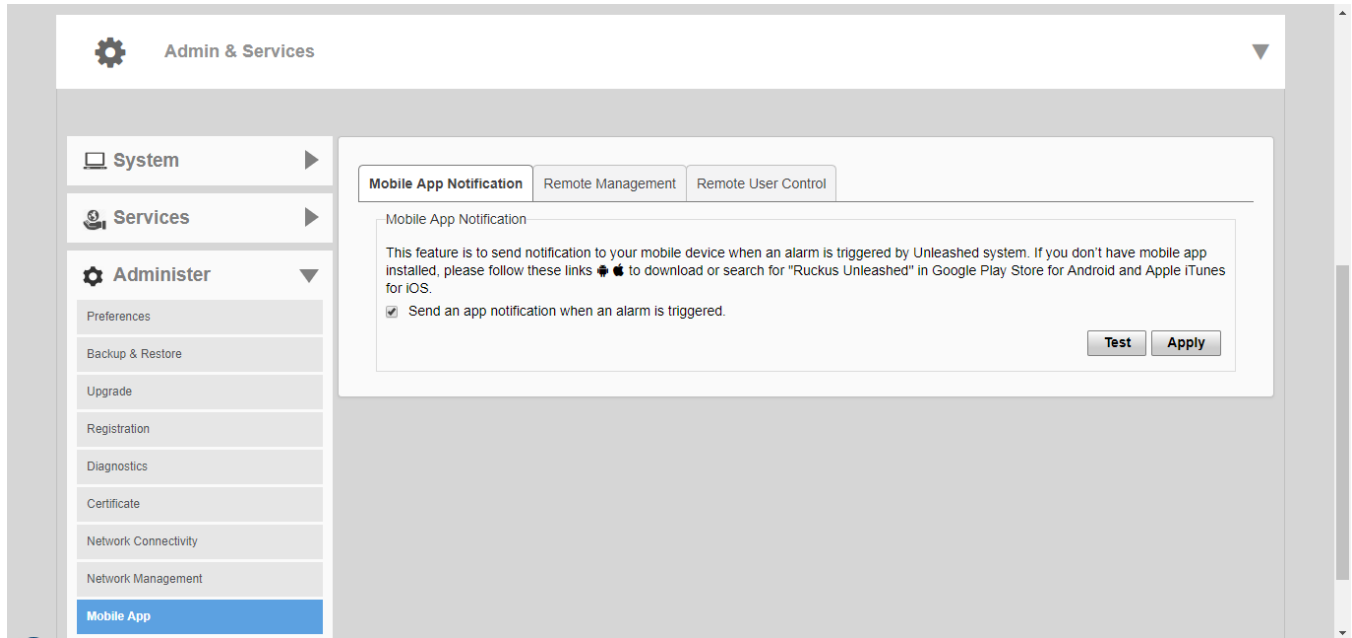 Admin & Services
System
Services
Administer
Preferences
Backup & Restore
Upgrade
Registration
Diagnostics
Certificate
Network Connectivity
Network Management
Mobile App
Mobile App Notification
Remote Management
Remote User Control
Mobile App Notification
This feature is to send notification to your mobile device when an alarm is triggered by Unleashed system. If you don't have mobile app
installed, please follow these links to download or search for "Ruckus Unleashed" in Google Play Store for Android and Apple iTunes
for iOS.
Send an app notification when an alarm is triggered.
Test
Apply